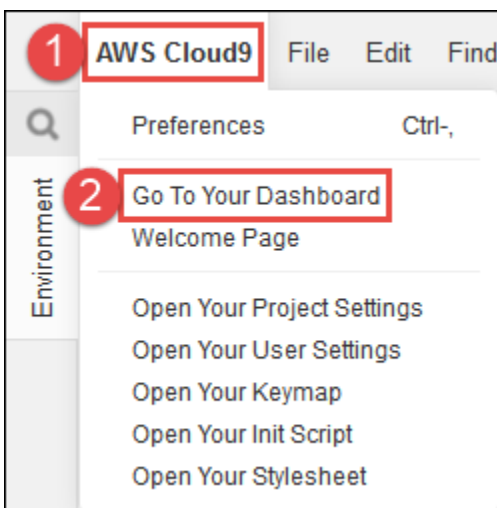 1 AWS Cloud9 File Edit Find
Preferences Ctrl-,
2 Go To Your Dashboard
Welcome Page
Environment
Open Your Project Settings
Open Your User Settings
Open Your Keymap
Open Your Init Script
Open Your Stylesheet